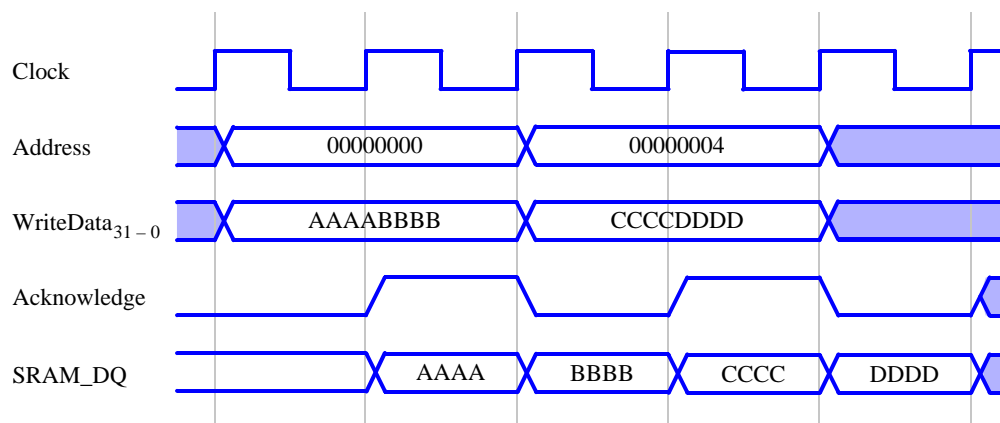 Clock
Address 00000000 00000004
WriteData31 – 0 AAAABBBB CCCCDDDD
Acknowledge
SRAM_DQ AAAA BBBB CCCC DDDD